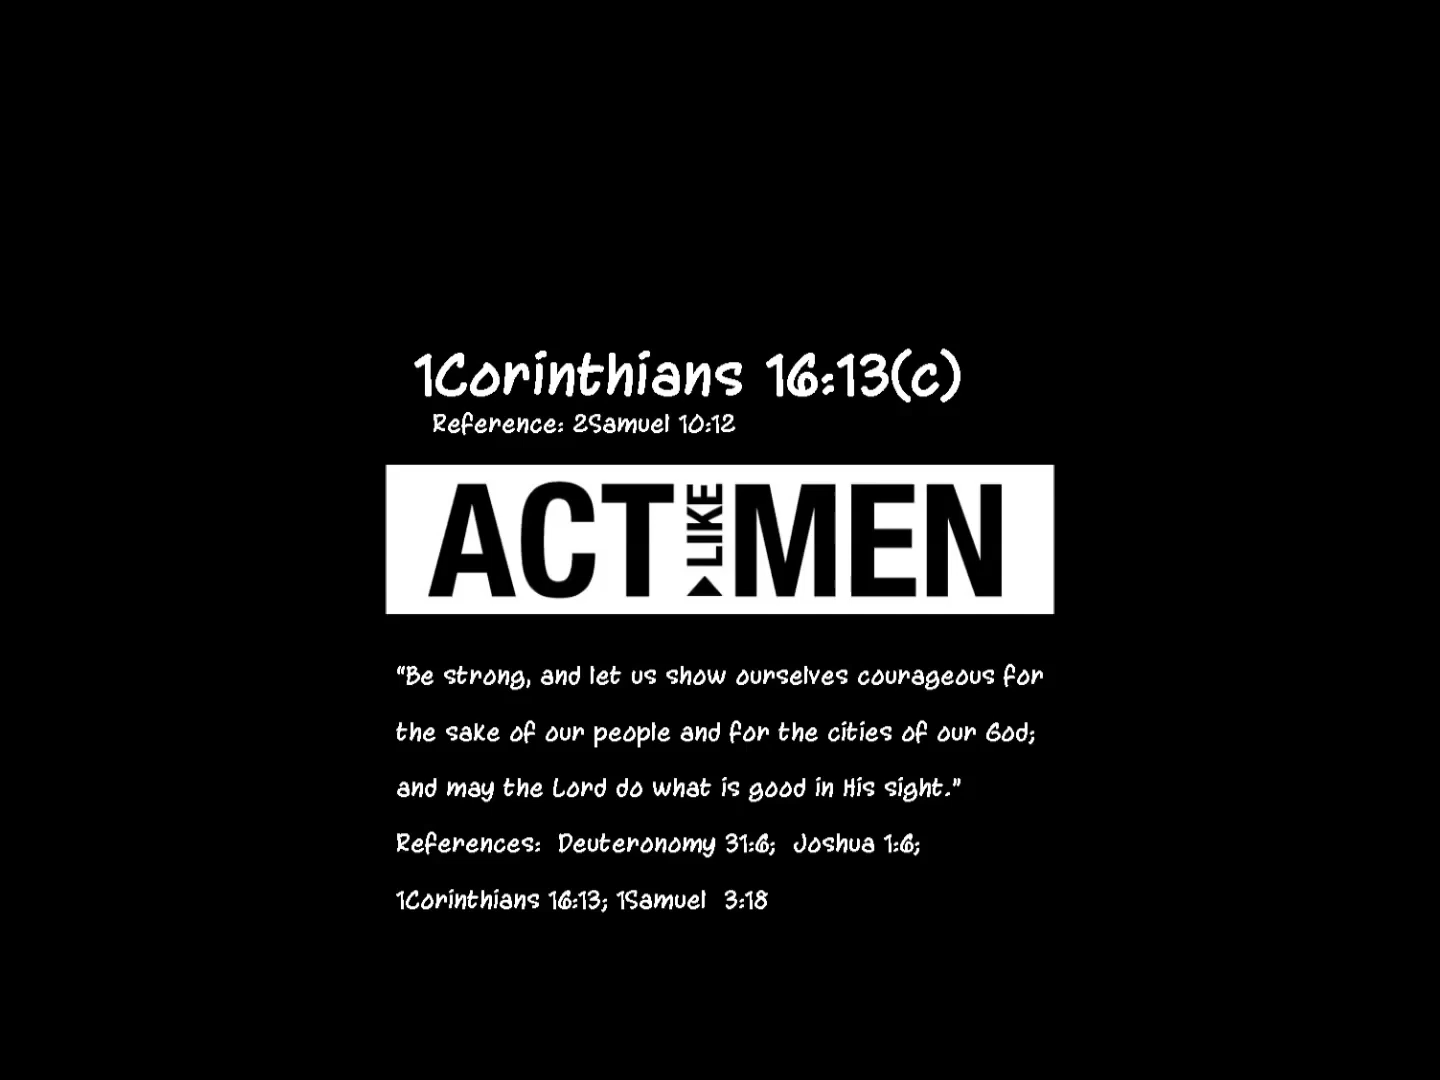 1Corinthians 16:13(c)
Reference: 2Samuel 10:12
ACT LIKE MEN
“Be strong, and let us show ourselves courageous for
the sake of our people and for the cities of our God;
and may the Lord do what is good in His sight.”
References: Deuteronomy 31:6; Joshua 1:6;
1Corinthians 16:13; 1Samuel 3:18